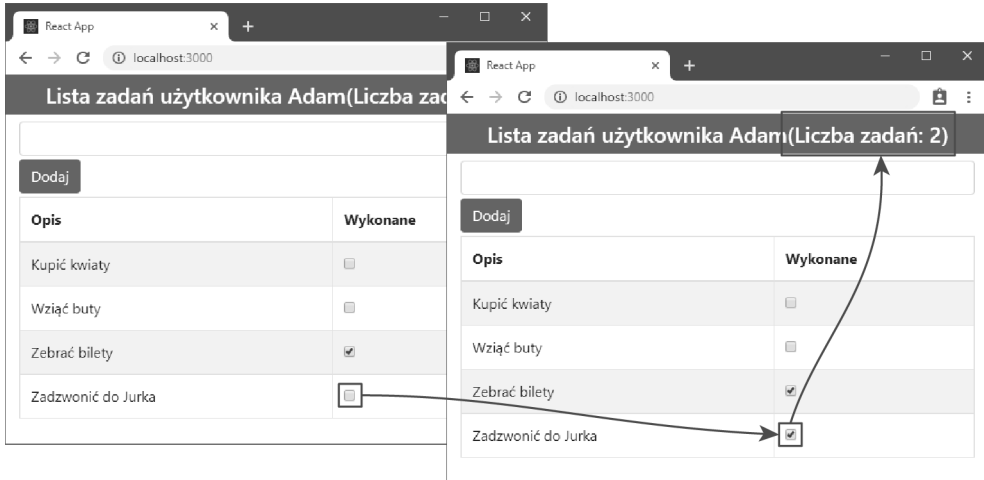 React App
localhost:3000
Lista zadań użytkownika Adam(Liczba zad
Dodaj
Opis Wykonane
Kupić kwiaty
Wziąć buty
Zebrać bilety
Zadzwonić do Jurka
React App
localhost:3000
Lista zadań użytkownika Adam(Liczba zadań: 2)
Dodaj
Opis Wykonane
Kupić kwiaty
Wziąć buty
Zebrać bilety
Zadzwonić do Jurka